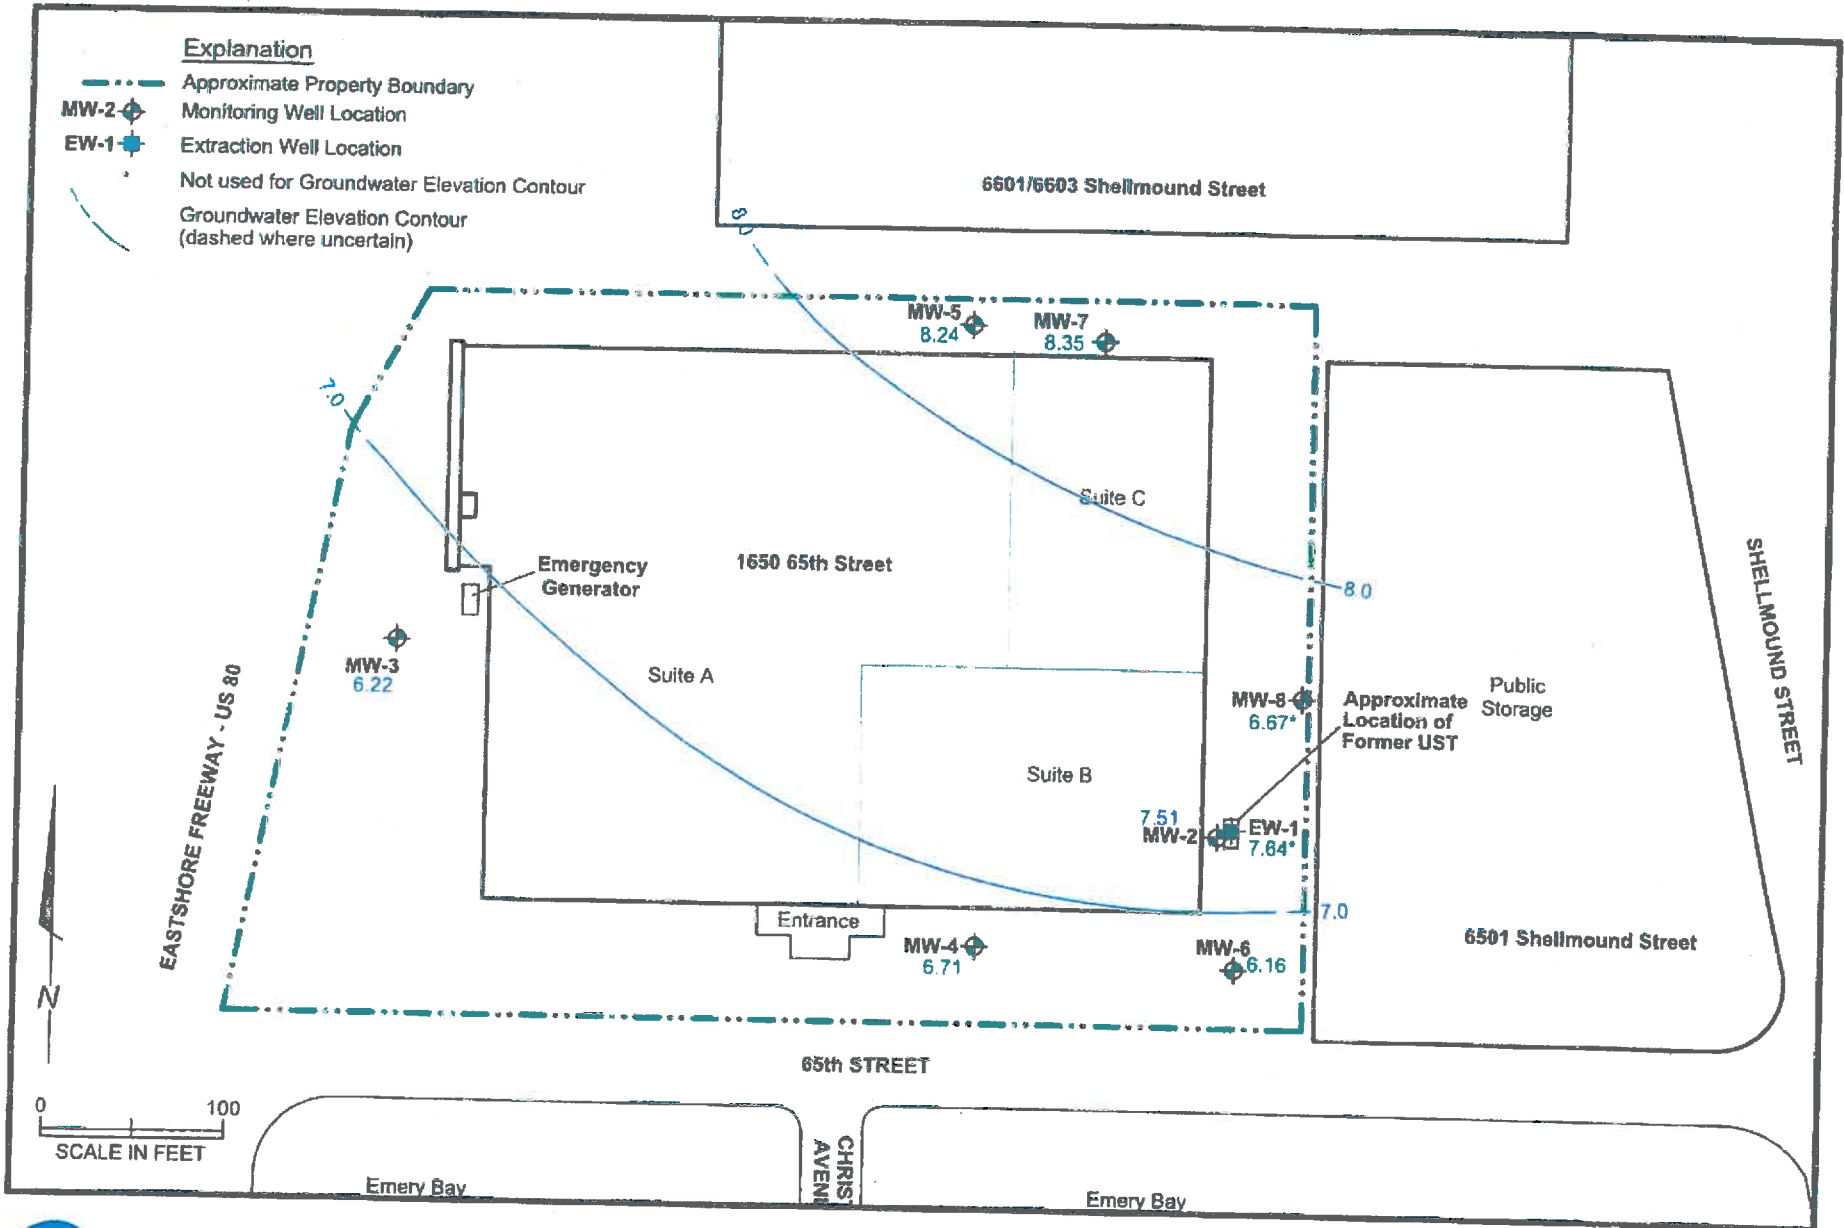 Explanation
Approximate Property Boundary
MW-2 Monitoring Well Location
EW-1 Extraction Well Location
* Not used for Groundwater Elevation Contour
Groundwater Elevation Contour
(dashed where uncertain)
6601/6603 Shellmound Street
8.0
MW-5
8.24
MW-7
8.35
7.0
Suite C
1650 65th Street
Emergency
Generator
8.0
MW-3
6.22
Suite A
MW-8
6.67*
Approximate
Location of
Former UST
Public
Storage
SHELLMOUND STREET
EASTSHORE FREEWAY - US 80
Suite B
7.51
MW-2
EW-1
7.64*
7.0
Entrance
MW-4
6.71
MW-6
6.16
6501 Shellmound Street
N
65th STREET
0 100
SCALE IN FEET
CHRIST
AVEN
Emery Bay
Emery Bay